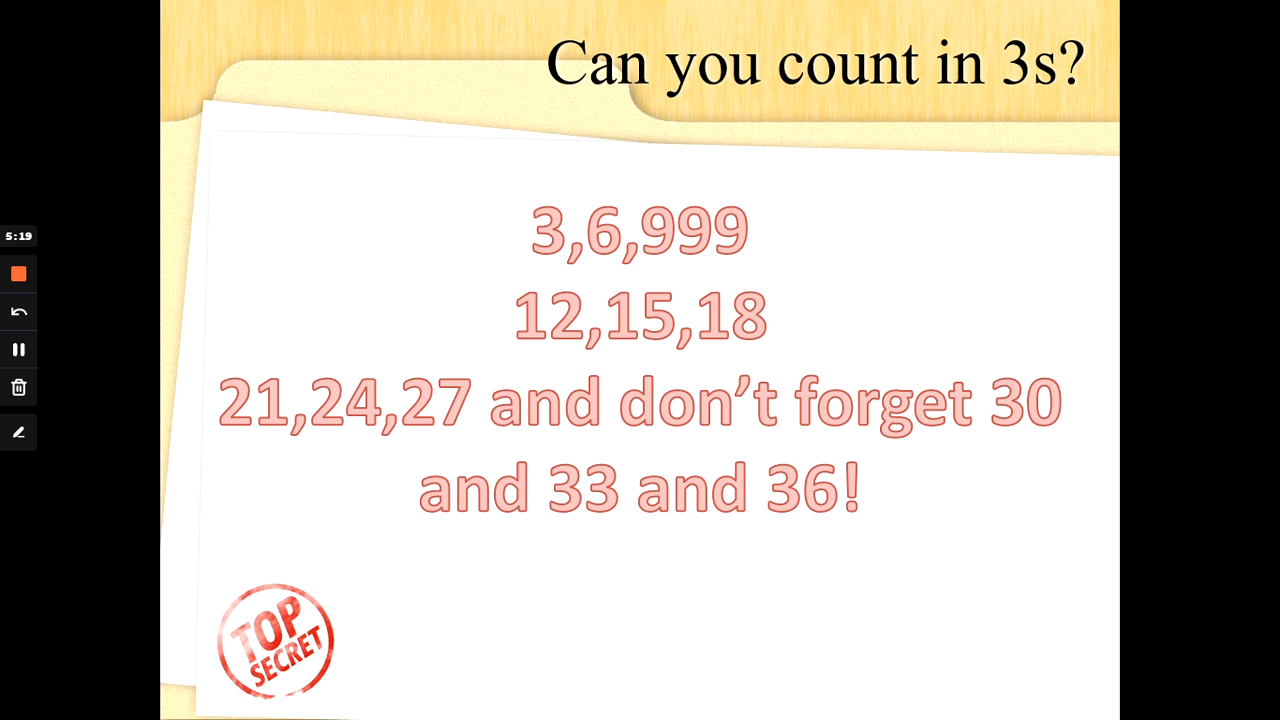 Can you count in 3s?
3,6,999
5:19
12,15,18
21,24,27 and don’t forget 30
and 33 and 36!
TOP
SECRET